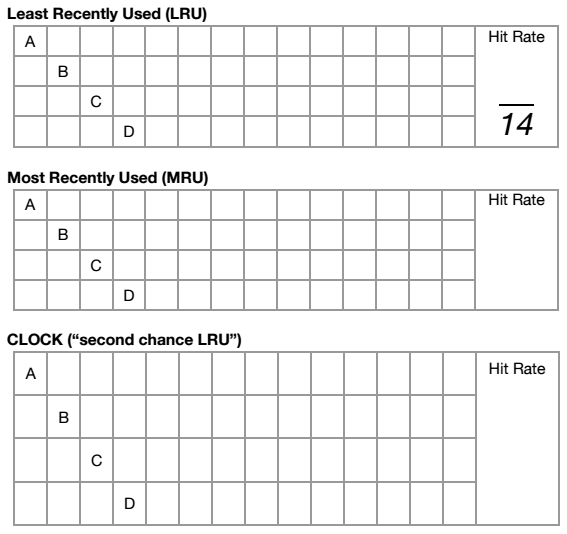 Least Recently Used (LRU)
A
Hit Rate
B
C
14
D
Most Recently Used (MRU)
A
Hit Rate
B
C
D
CLOCK (“second chance LRU”)
A
Hit Rate
B
C
D